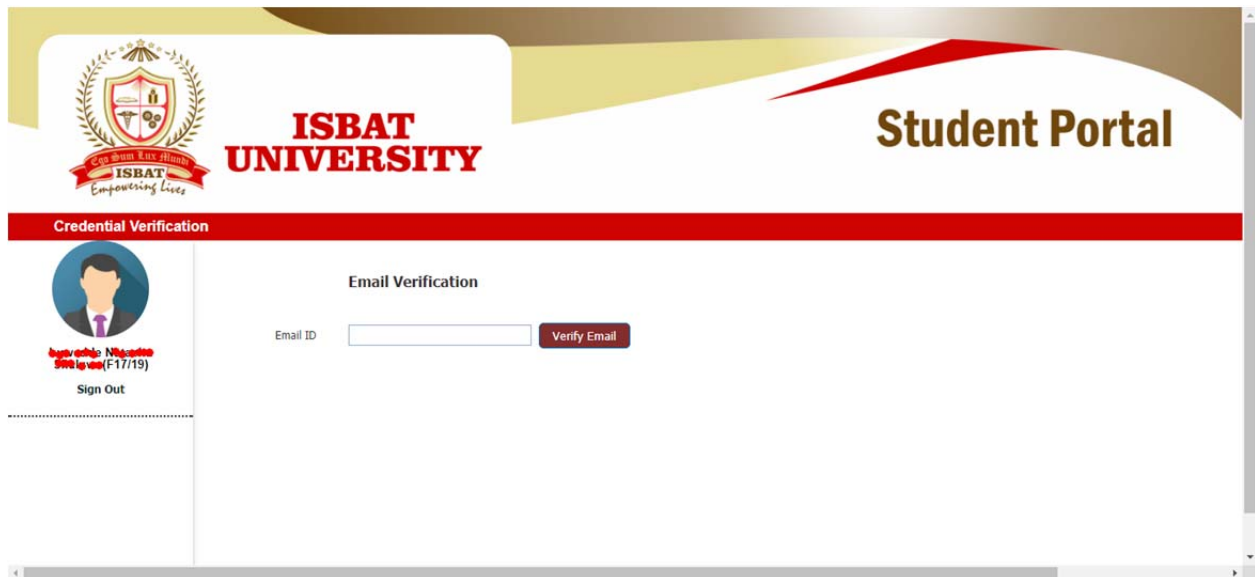 Ego Sum Lux Mundi
ISBAT
Empowering Lives
ISBAT
UNIVERSITY
Student Portal
Credential Verification
(F17/19)
Sign Out
Email Verification
Email ID
Verify Email